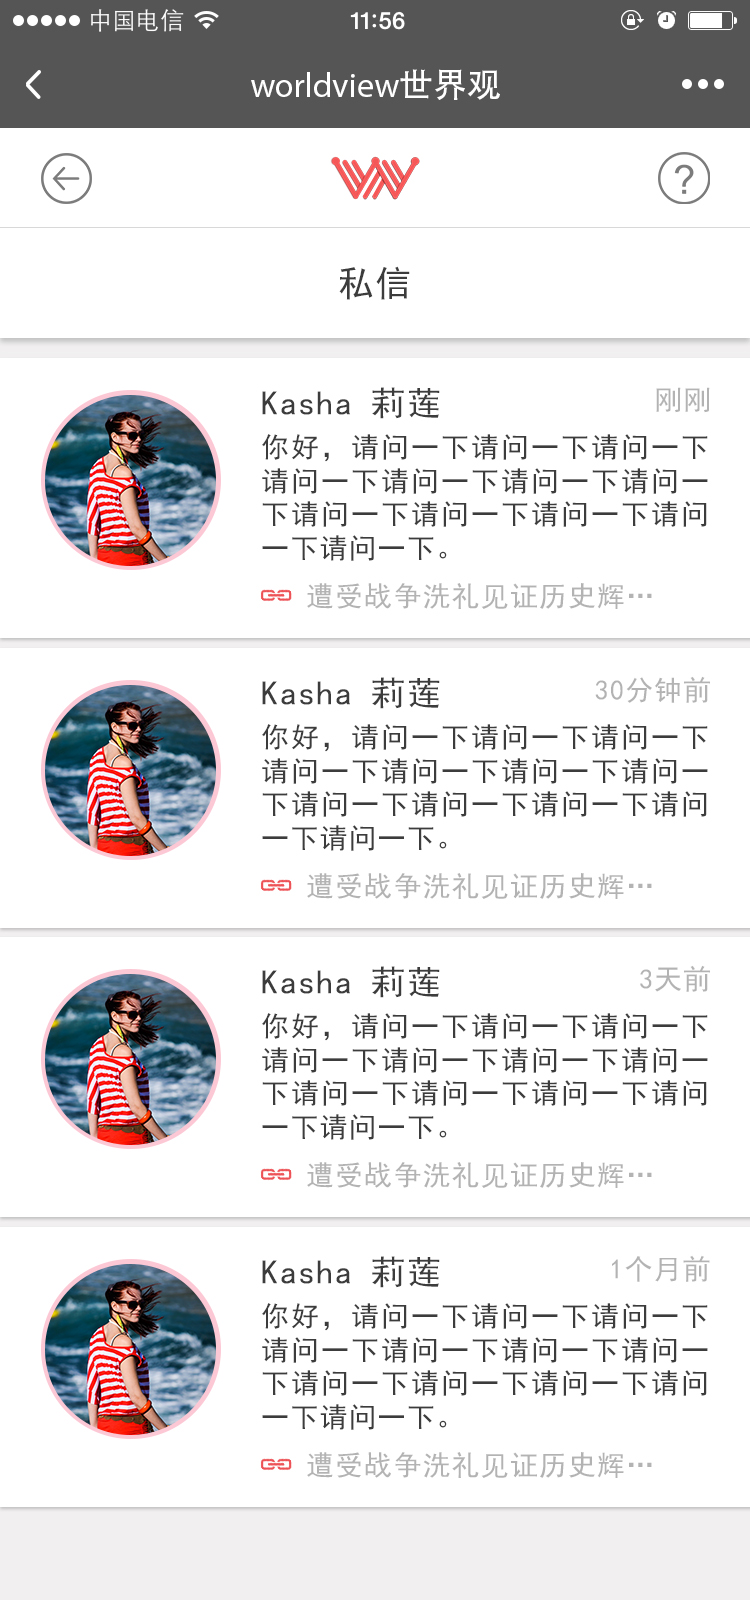 中国电信
11:56
worldview世界观
私信
Kasha 莉莲
刚刚
你好，请问一下请问一下请问一下
请问一下请问一下请问一下请问一
下请问一下请问一下请问一下请问
一下请问一下。
遭受战争洗礼见证历史辉…
Kasha 莉莲
30分钟前
你好，请问一下请问一下请问一下
请问一下请问一下请问一下请问一
下请问一下请问一下请问一下请问
一下请问一下。
遭受战争洗礼见证历史辉…
Kasha 莉莲
3天前
你好，请问一下请问一下请问一下
请问一下请问一下请问一下请问一
下请问一下请问一下请问一下请问
一下请问一下。
遭受战争洗礼见证历史辉…
Kasha 莉莲
1个月前
你好，请问一下请问一下请问一下
请问一下请问一下请问一下请问一
下请问一下请问一下请问一下请问
一下请问一下。
遭受战争洗礼见证历史辉…